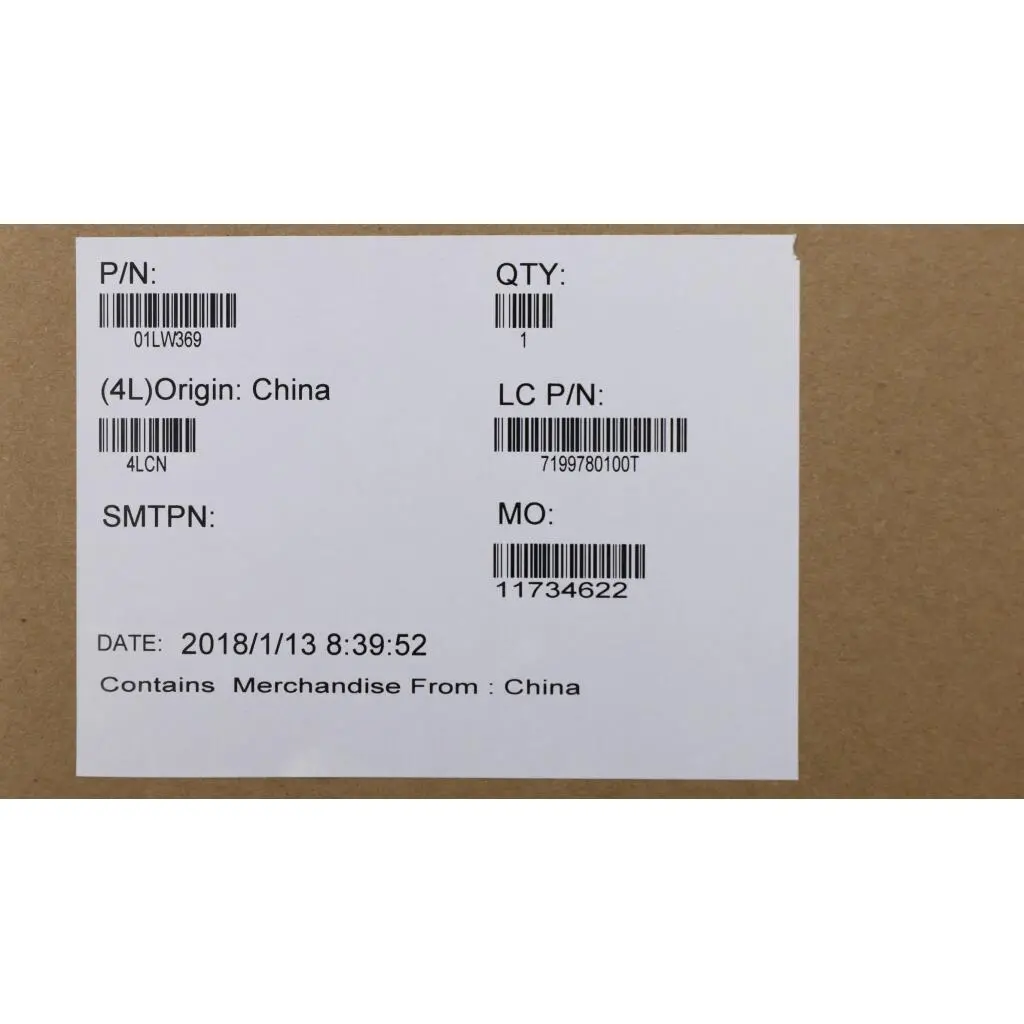 P/N:
QTY:
01LW369
1
(4L)Origin: China
LC P/N:
4LCN
7199780100T
SMTPN:
MO:
11734622
DATE: 2018/1/13 8:39:52
Contains Merchandise From : China